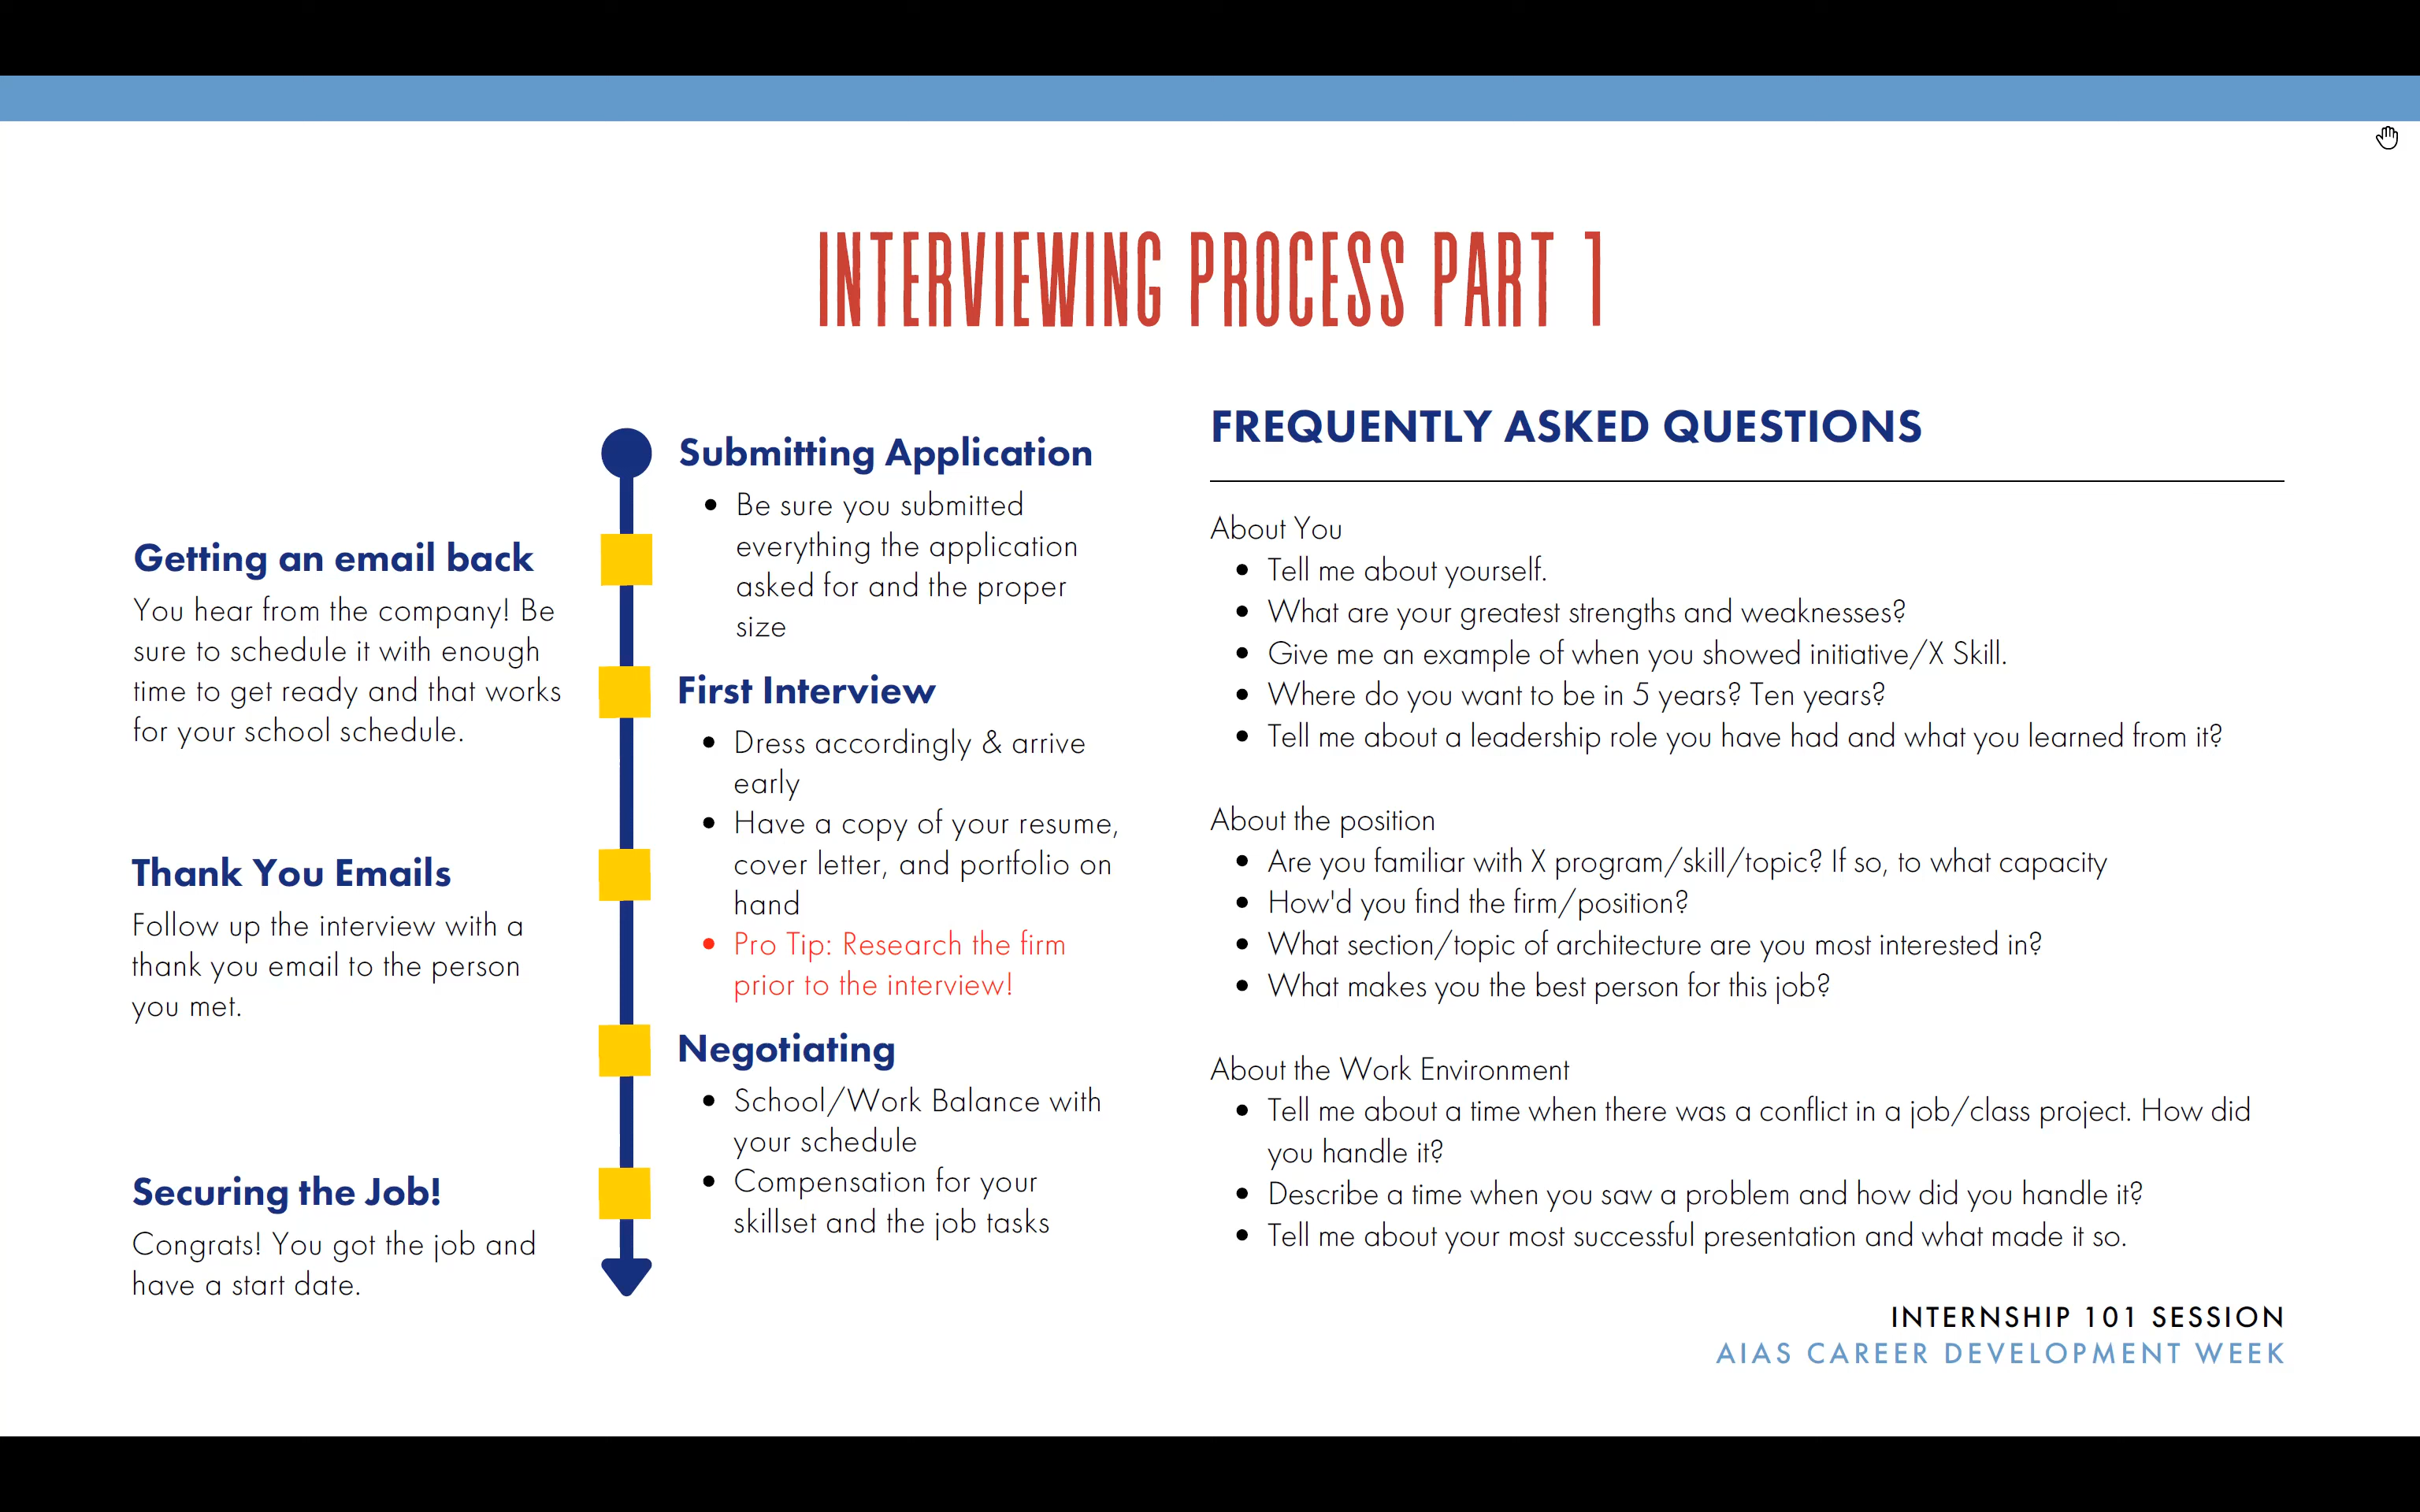 INTERVIEWING PROCESS PART 1
Submitting Application
• Be sure you submitted
everything the application
asked for and the proper
size
Getting an email back
You hear from the company! Be
sure to schedule it with enough
time to get ready and that works
for your school schedule.
First Interview
• Dress accordingly & arrive
early
• Have a copy of your resume,
cover letter, and portfolio on
hand
• Pro Tip: Research the firm
prior to the interview!
Thank You Emails
Follow up the interview with a
thank you email to the person
you met.
Negotiating
• School/Work Balance with
your schedule
• Compensation for your
skillset and the job tasks
Securing the Job!
Congrats! You got the job and
have a start date.
FREQUENTLY ASKED QUESTIONS
About You
• Tell me about yourself.
• What are your greatest strengths and weaknesses?
• Give me an example of when you showed initiative/X Skill.
• Where do you want to be in 5 years? Ten years?
• Tell me about a leadership role you have had and what you learned from it?
About the position
• Are you familiar with X program/skill/topic? If so, to what capacity
• How'd you find the firm/position?
• What section/topic of architecture are you most interested in?
• What makes you the best person for this job?
About the Work Environment
• Tell me about a time when there was a conflict in a job/class project. How did
you handle it?
• Describe a time when you saw a problem and how did you handle it?
• Tell me about your most successful presentation and what made it so.
INTERNSHIP 101 SESSION
AIAS CAREER DEVELOPMENT WEEK